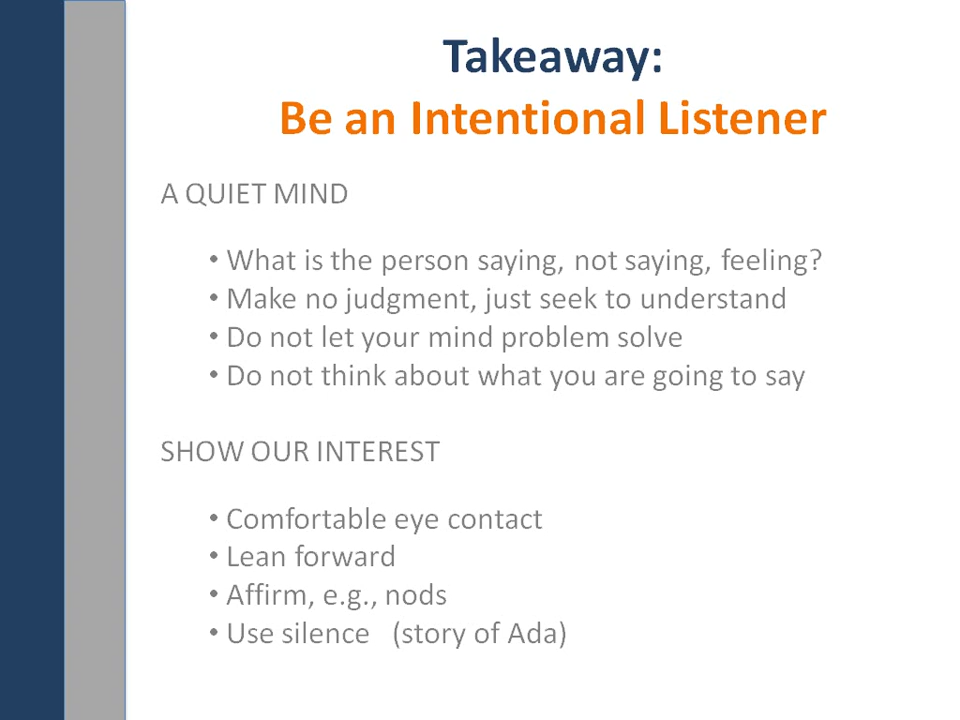 Takeaway:
Be an Intentional Listener
A QUIET MIND
• What is the person saying, not saying, feeling?
• Make no judgment, just seek to understand
• Do not let your mind problem solve
• Do not think about what you are going to say
SHOW OUR INTEREST
• Comfortable eye contact
• Lean forward
• Affirm, e.g., nods
• Use silence (story of Ada)